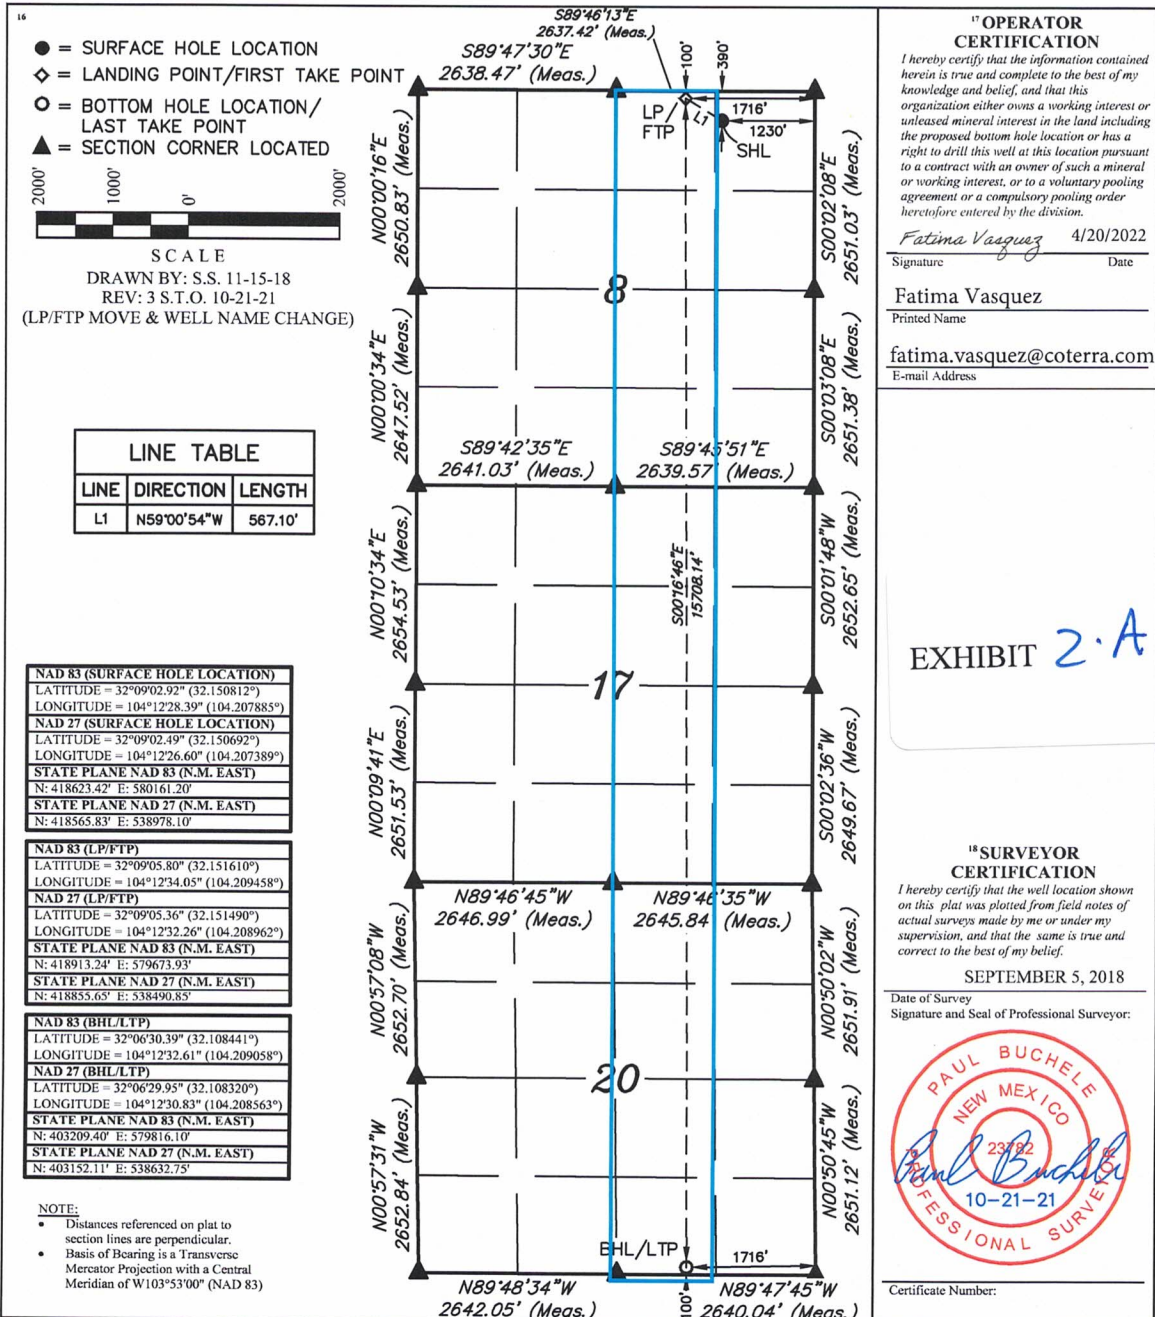 16
● = SURFACE HOLE LOCATION
◇ = LANDING POINT/FIRST TAKE POINT
O = BOTTOM HOLE LOCATION/
LAST TAKE POINT
▲ = SECTION CORNER LOCATED
2000'
1000'
0'
2000'
SCALE
DRAWN BY: S.S. 11-15-18
REV: 3 S.T.O. 10-21-21
(LP/FTP MOVE & WELL NAME CHANGE)
LINE TABLE
LINE DIRECTION LENGTH
L1 N59°00'54"W 567.10'
NAD 83 (SURFACE HOLE LOCATION)
LATITUDE = 32°09'02.92" (32.150812°)
LONGITUDE = 104°12'28.39" (104.207885°)
NAD 27 (SURFACE HOLE LOCATION)
LATITUDE = 32°09'02.49" (32.150692°)
LONGITUDE = 104°12'26.60" (104.207389°)
STATE PLANE NAD 83 (N.M. EAST)
N: 418623.42' E: 580161.20'
STATE PLANE NAD 27 (N.M. EAST)
N: 418565.83' E: 538978.10'
NAD 83 (LP/FTP)
LATITUDE = 32°09'05.80" (32.151610°)
LONGITUDE = 104°12'34.05" (104.209458°)
NAD 27 (LP/FTP)
LATITUDE = 32°09'05.36" (32.151490°)
LONGITUDE = 104°12'32.26" (104.208962°)
STATE PLANE NAD 83 (N.M. EAST)
N: 418913.24' E: 579673.93'
STATE PLANE NAD 27 (N.M. EAST)
N: 418855.65' E: 538490.85'
NAD 83 (BHL/LTP)
LATITUDE = 32°06'30.39" (32.108441°)
LONGITUDE = 104°12'32.61" (104.209058°)
NAD 27 (BHL/LTP)
LATITUDE = 32°06'29.95" (32.108320°)
LONGITUDE = 104°12'30.83" (104.208563°)
STATE PLANE NAD 83 (N.M. EAST)
N: 403209.40' E: 579816.10'
STATE PLANE NAD 27 (N.M. EAST)
N: 403152.11' E: 538632.75'
NOTE:
• Distances referenced on plat to
section lines are perpendicular.
• Basis of Bearing is a Transverse
Mercator Projection with a Central
Meridian of W103°53'00" (NAD 83)
S89°46'13"E
2637.42' (Meas.)
S89°47'30"E
2638.47' (Meas.)
100'
390'
LP/
FTP
L1
1716'
1230'
SHL
N00°00'16"E
2650.83' (Meas.)
S00°02'08"E
2651.03' (Meas.)
8
N00°00'34"E
2647.52' (Meas.)
S00°03'08"E
2651.38' (Meas.)
S89°42'35"E
2641.03' (Meas.)
S89°45'51"E
2639.57' (Meas.)
N00°10'34"E
2654.53' (Meas.)
S00°16'46"E
15708.14'
S00°01'48"W
2652.65' (Meas.)
17
N00°09'41"E
2651.53' (Meas.)
S00°02'36"W
2649.67' (Meas.)
N89°46'45"W
2646.99' (Meas.)
N89°46'35"W
2645.84' (Meas.)
N00°57'08"W
2652.70' (Meas.)
N00°50'02"W
2651.91' (Meas.)
20
N00°57'31"W
2652.84' (Meas.)
N00°50'45"W
2651.12' (Meas.)
BHL/LTP
1716'
100'
N89°48'34"W
2642.05' (Meas.)
N89°47'45"W
2640.04' (Meas.)
17 OPERATOR
CERTIFICATION
I hereby certify that the information contained
herein is true and complete to the best of my
knowledge and belief, and that this
organization either owns a working interest or
unleased mineral interest in the land including
the proposed bottom hole location or has a
right to drill this well at this location pursuant
to a contract with an owner of such a mineral
or working interest, or to a voluntary pooling
agreement or a compulsory pooling order
heretofore entered by the division.
Fatima Vasquez 4/20/2022
Signature Date
Fatima Vasquez
Printed Name
fatima.vasquez@coterra.com
E-mail Address
EXHIBIT 2.A
18 SURVEYOR
CERTIFICATION
I hereby certify that the well location shown
on this plat was plotted from field notes of
actual surveys made by me or under my
supervision, and that the same is true and
correct to the best of my belief.
SEPTEMBER 5, 2018
Date of Survey
Signature and Seal of Professional Surveyor:
PAUL BUCHELE
NEW MEXICO
23782
Paul Buchele
10-21-21
PROFESSIONAL SURVEYOR
Certificate Number: